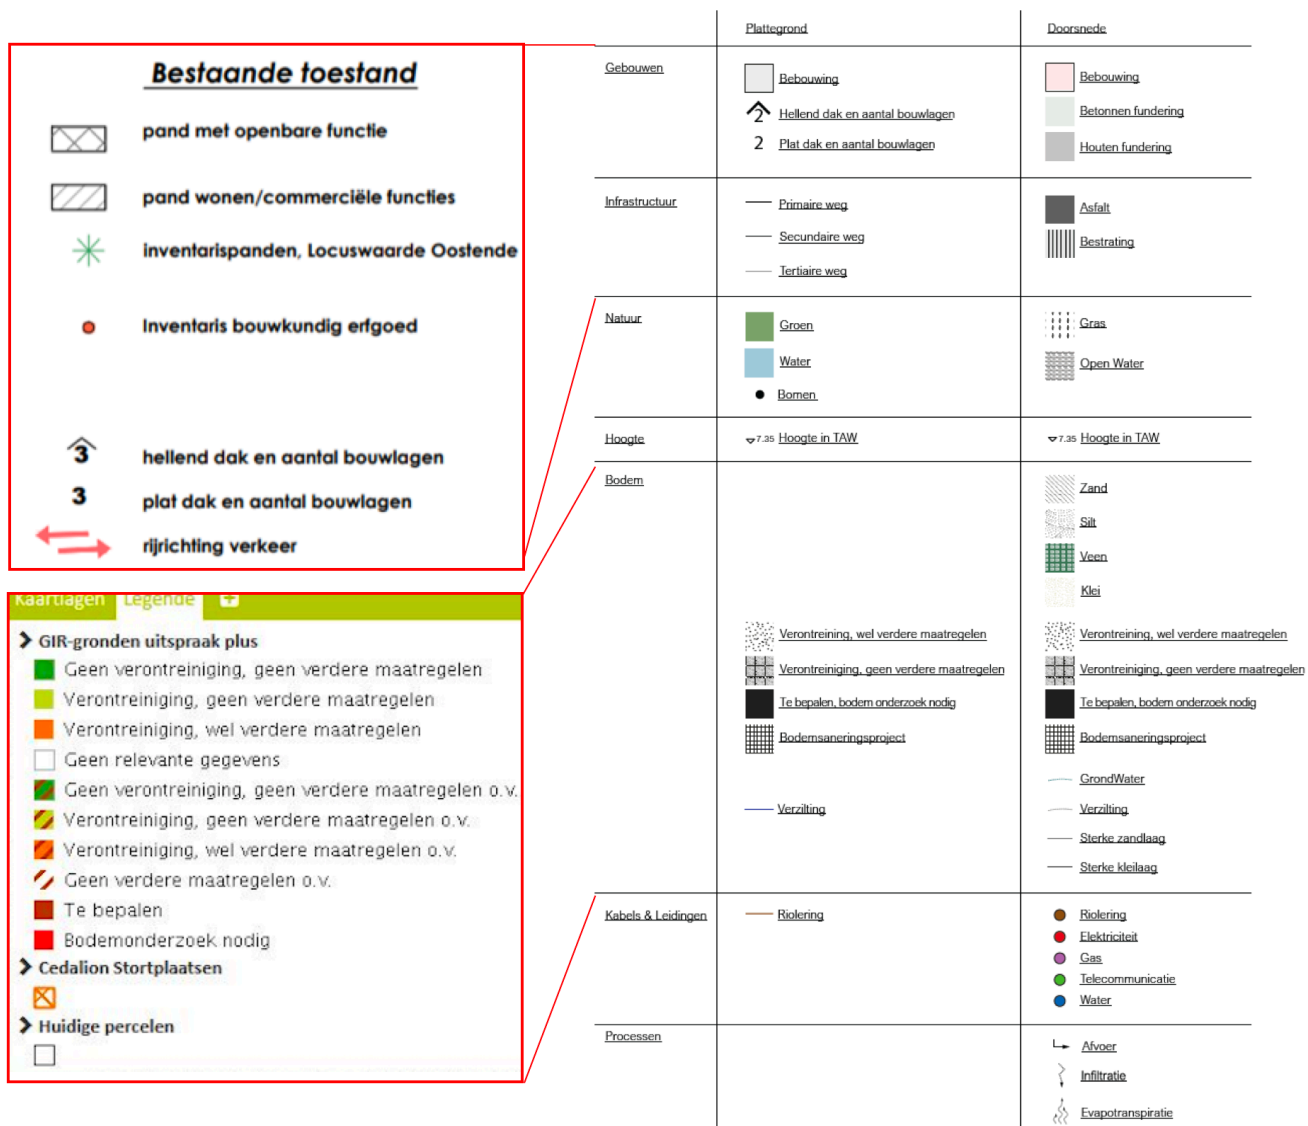 Bestaande toestand
pand met openbare functie
pand wonen/commerciële functies
inventarispanden, Locuswaarde Oostende
Inventaris bouwkundig erfgoed
3 hellend dak en aantal bouwlagen
3 plat dak en aantal bouwlagen
rijrichting verkeer
Kaartlagen Legende
GIR-gronden uitspraak plus
Geen verontreiniging, geen verdere maatregelen
Verontreiniging, geen verdere maatregelen
Verontreiniging, wel verdere maatregelen
Geen relevante gegevens
Geen verontreiniging, geen verdere maatregelen o.v.
Verontreiniging, geen verdere maatregelen o.v.
Verontreiniging, wel verdere maatregelen o.v.
Geen verdere maatregelen o.v.
Te bepalen
Bodemonderzoek nodig
Cedalion Stortplaatsen
Huidige percelen
Plattegrond Doorsnede
Gebouwen
Bebouwing
2 Hellend dak en aantal bouwlagen
2 Plat dak en aantal bouwlagen
Bebouwing
Betonnen fundering
Houten fundering
Infrastructuur
Primaire weg
Secundaire weg
Tertiaire weg
Asfalt
Bestrating
Natuur
Groen
Water
Bomen
Gras
Open Water
Hoogte
7.35 Hoogte in TAW
7.35 Hoogte in TAW
Bodem
Verontreining, wel verdere maatregelen
Verontreiniging, geen verdere maatregelen
Te bepalen, bodem onderzoek nodig
Bodemsaneringsproject
Verzilting
Zand
Silt
Veen
Klei
Verontreining, wel verdere maatregelen
Verontreiniging, geen verdere maatregelen
Te bepalen, bodem onderzoek nodig
Bodemsaneringsproject
GrondWater
Verzilting
Sterke zandlaag
Sterke kleilaag
Kabels & Leidingen
Riolering
Riolering
Elektriciteit
Gas
Telecommunicatie
Water
Processen
Afvoer
Infiltratie
Evapotranspiratie